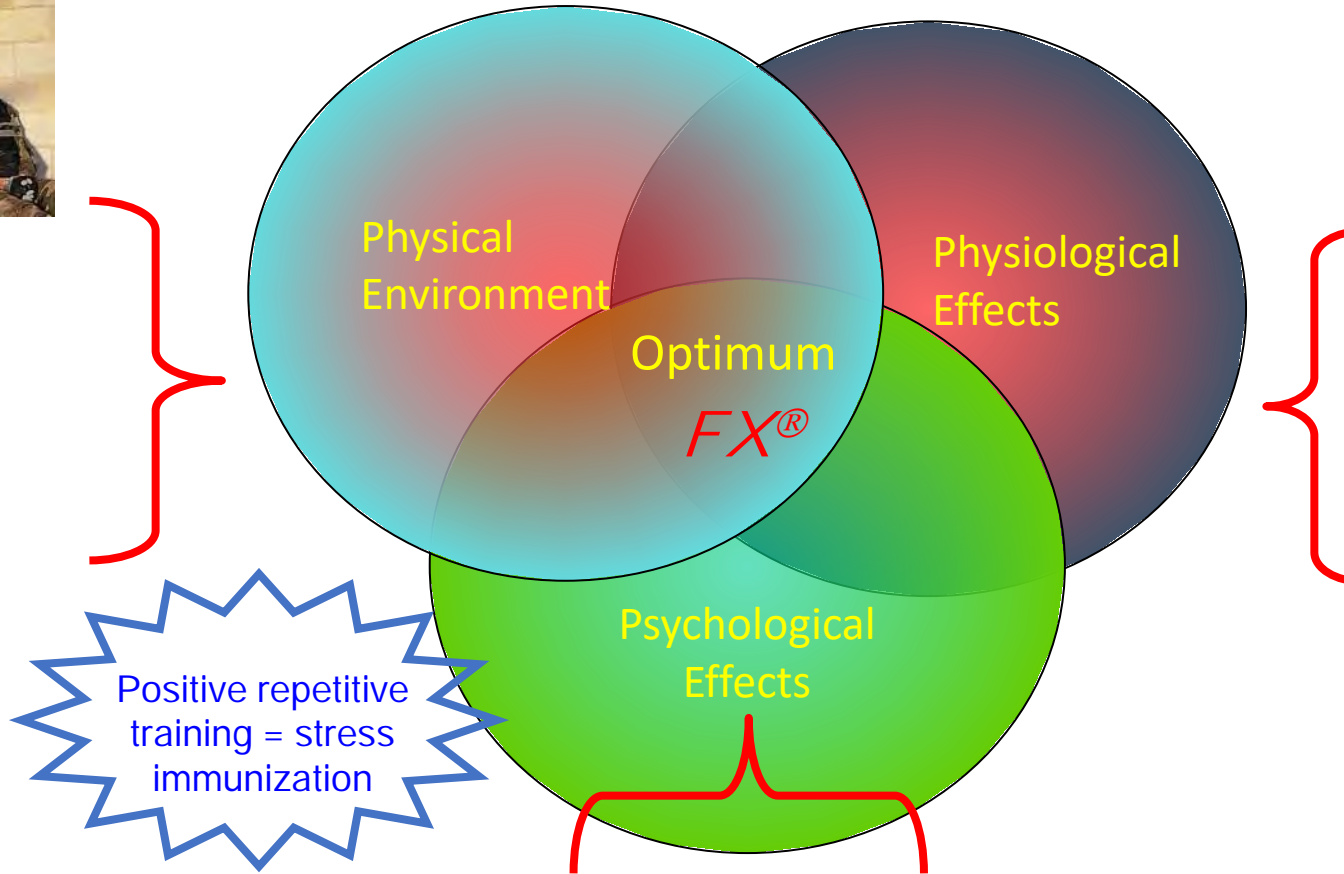 Physical
Environment
Physiological
Effects
Optimum
FX®
Psychological
Effects
Positive repetitive
training = stress
immunization